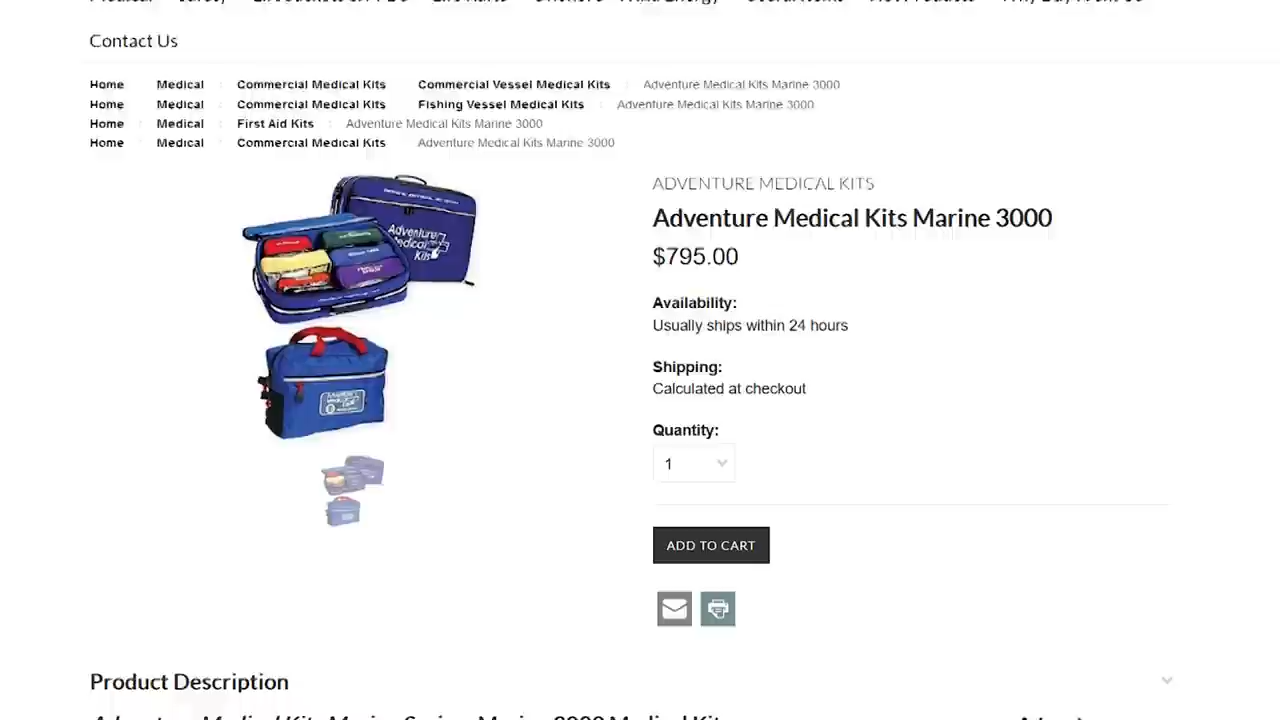 Contact Us
Home Medical Commercial Medical Kits Commercial Vessel Medical Kits Adventure Medical Kits Marine 3000
Home Medical Commercial Medical Kits Fishing Vessel Medical Kits Adventure Medical Kits Marine 3000
Home Medical First Aid Kits Adventure Medical Kits Marine 3000
Home Medical Commercial Medical Kits Adventure Medical Kits Marine 3000
Adventure
Medical
Kits
ADVENTURE MEDICAL KITS
Adventure Medical Kits Marine 3000
$795.00
Availability:
Usually ships within 24 hours
Shipping:
Calculated at checkout
Quantity:
1
ADD TO CART
Product Description